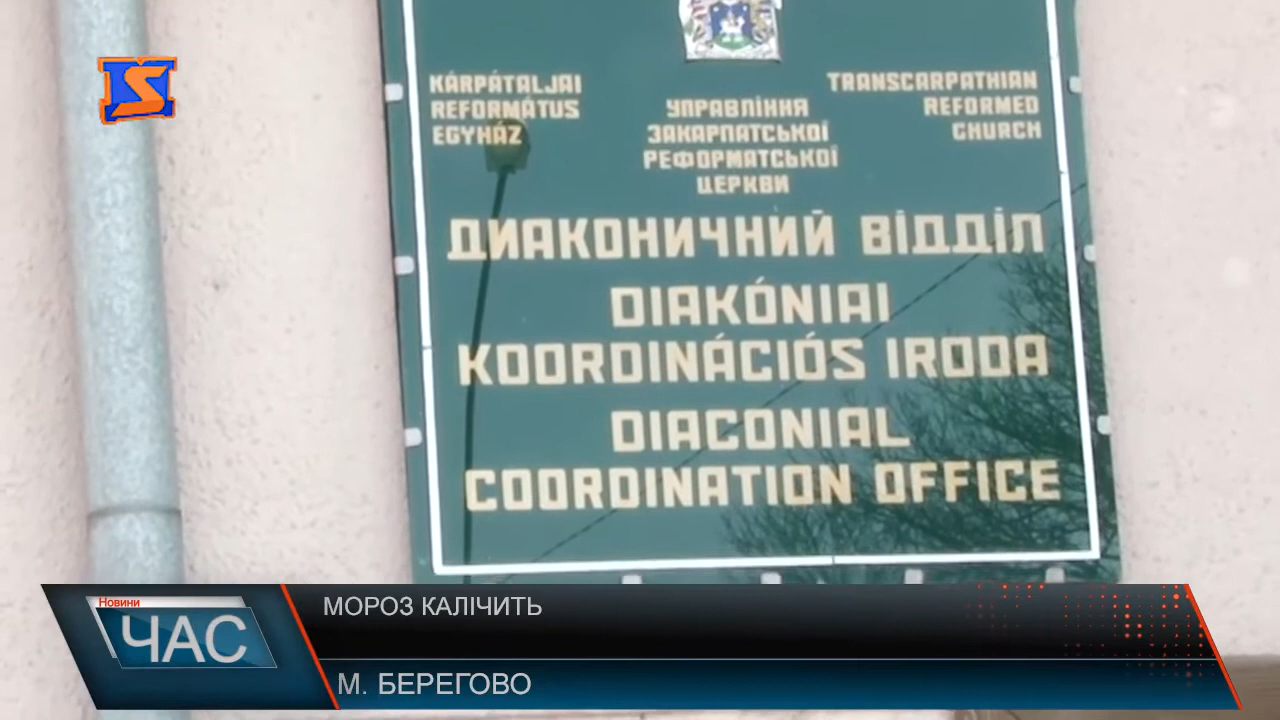 KÁRPÁTALJAI
REFORMÁTUS
EGYHÁZ
УПРАВЛІННЯ
ЗАКАРПАТСЬКОЇ
РЕФОРМАТСЬКОЇ
ЦЕРКВИ
TRANSCARPATHIAN
REFORMED
CHURCH
ДИАКОНИЧНИЙ ВІДДІЛ
DIAKÓNIAI
KOORDINÁCIÓS IRODA
DIACONIAL
COORDINATION OFFICE
Новини
ЧАС
МОРОЗ КАЛІЧИТЬ
М. БЕРЕГОВО